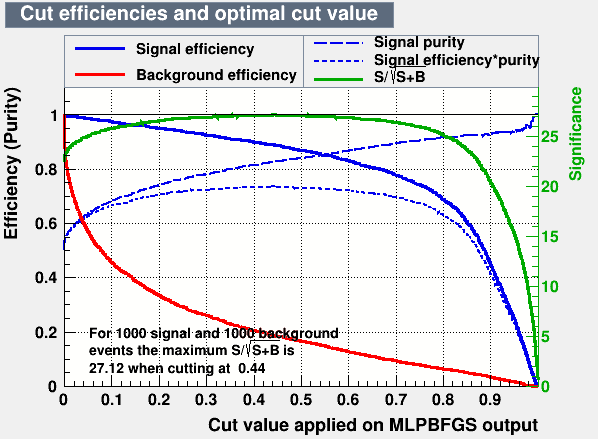 Cut efficiencies and optimal cut value
Signal efficiency
Background efficiency
Signal purity
Signal efficiency*purity
S/√S+B
Efficiency (Purity)
1
0.8
0.6
0.4
0.2
0
Significance
25
20
15
10
5
0
For 1000 signal and 1000 background
events the maximum S/√S+B is
27.12 when cutting at 0.44
0 0.1 0.2 0.3 0.4 0.5 0.6 0.7 0.8 0.9
Cut value applied on MLPBFGS output